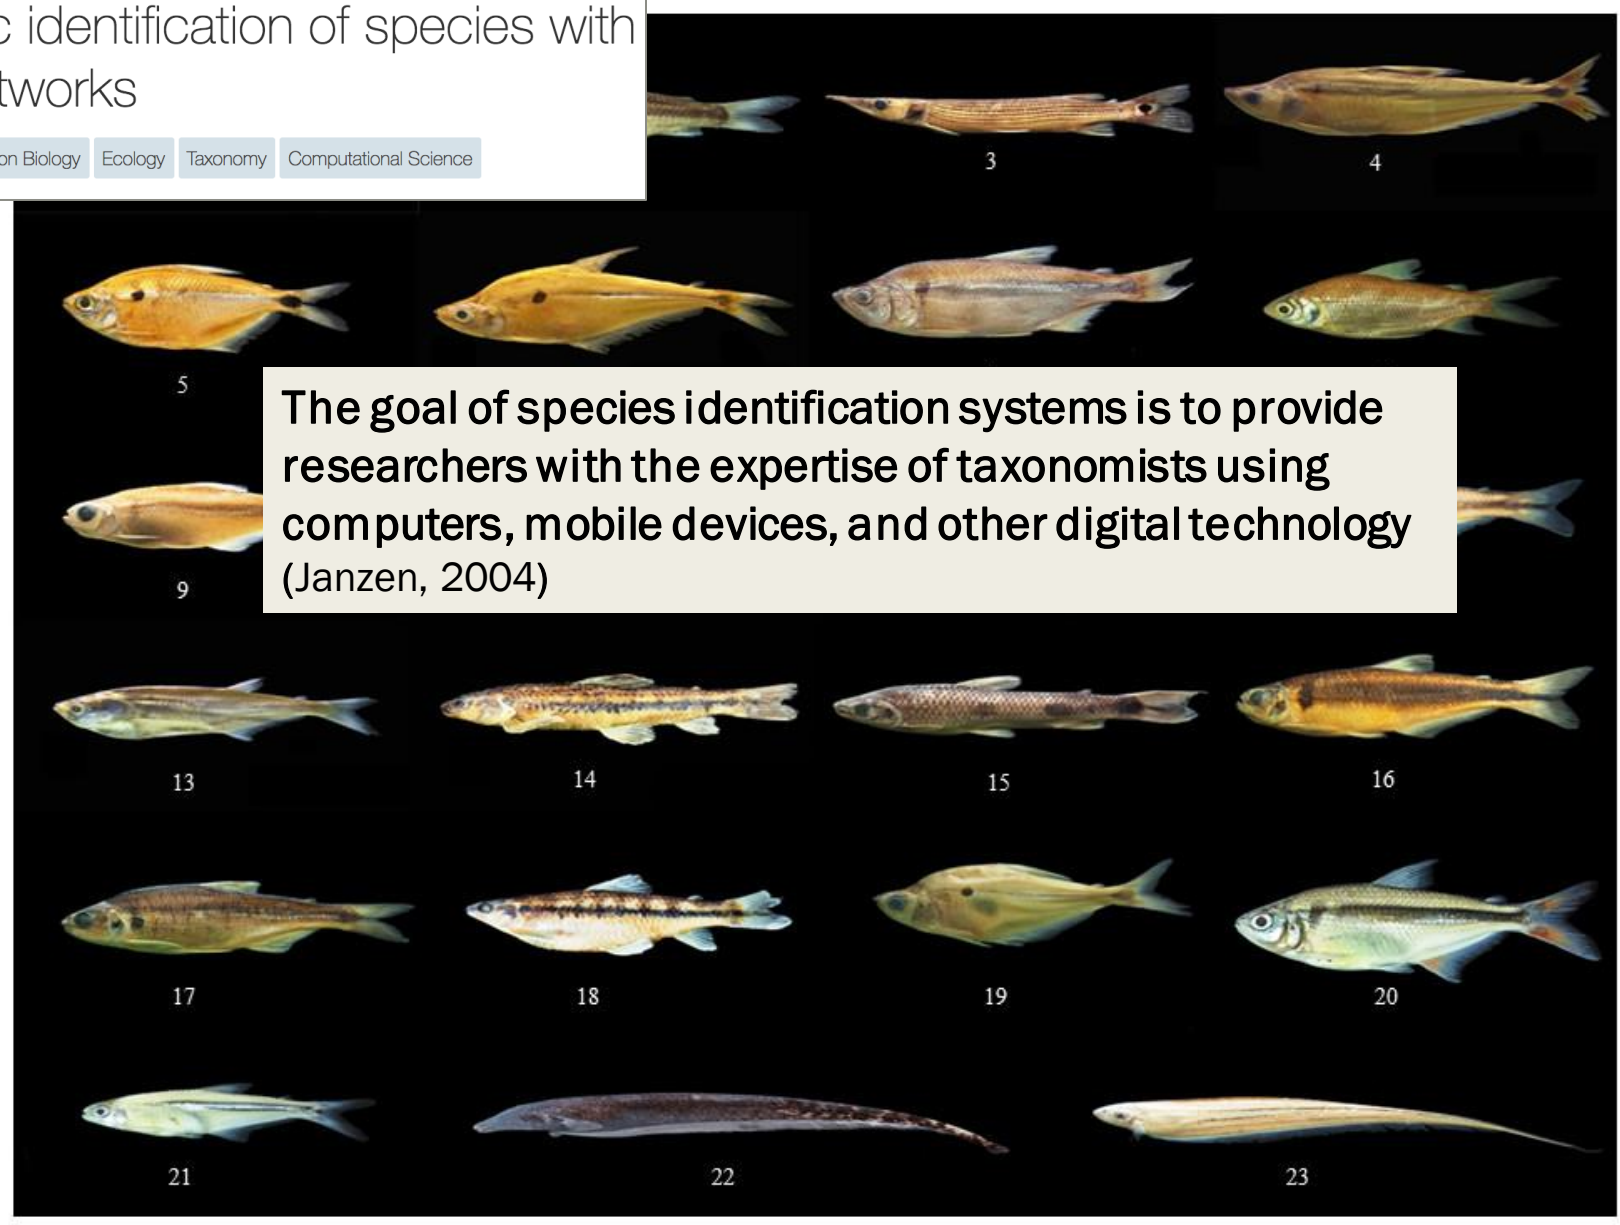 identification of species with
tworks
on Biology Ecology Taxonomy Computational Science
3
4
5
The goal of species identification systems is to provide
researchers with the expertise of taxonomists using
computers, mobile devices, and other digital technology
(Janzen, 2004)
9
13
14
15
16
17
18
19
20
21
22
23